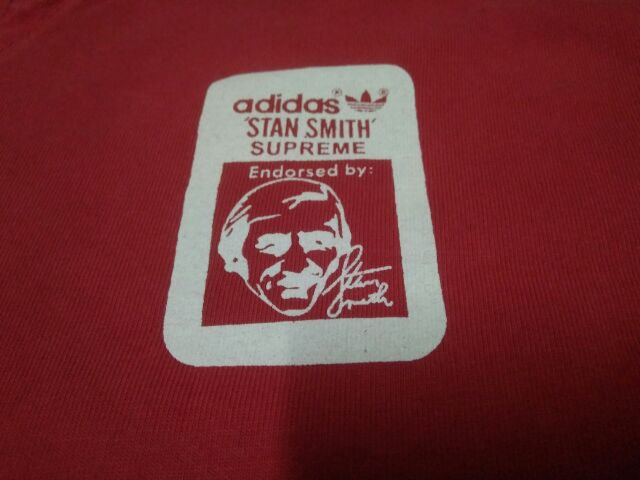 adidas®®
'STAN SMITH'
SUPREME
Endorsed by:
Stan
Smith